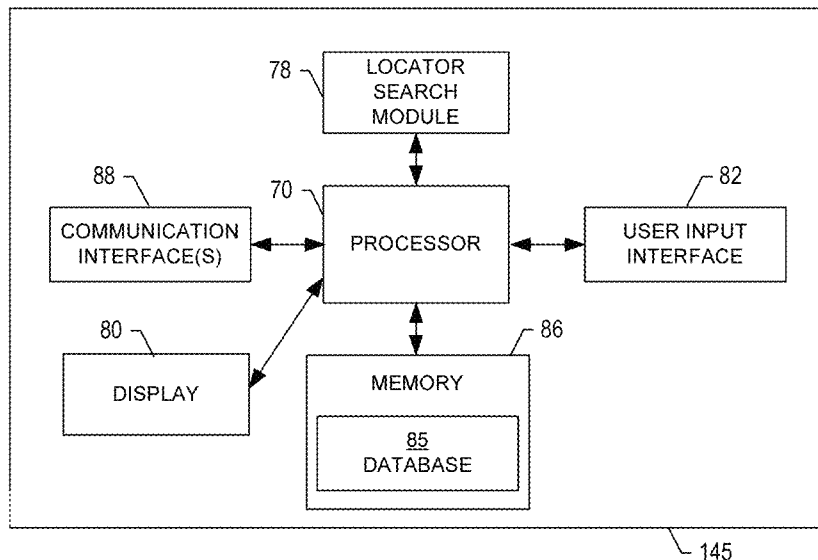 78
LOCATOR
SEARCH
MODULE
88
70
82
COMMUNICATION
INTERFACE(S)
PROCESSOR
USER INPUT
INTERFACE
80
86
DISPLAY
MEMORY
85
DATABASE
145